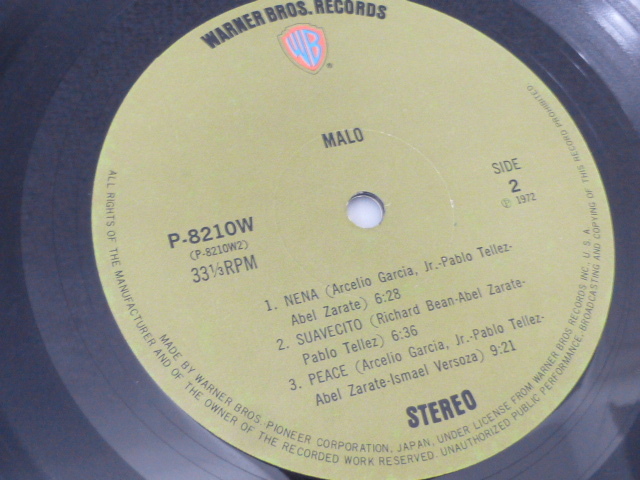 WARNER BROS. RECORDS
WB
®
MALO
SIDE
2
℗ 1972
P-8210W
(P-8210W2)
33⅓RPM
1. NENA (Arcelio Garcia, Jr.-Pablo Tellez-
Abel Zarate) 6:28
2. SUAVECITO (Richard Bean-Abel Zarate-
Pablo Tellez) 6:36
3. PEACE (Arcelio Garcia, Jr.-Pablo Tellez-
Abel Zarate-Ismael Versoza) 9:21
STEREO
MADE BY WARNER BROS.-PIONEER CORPORATION, JAPAN, UNDER LICENSE FROM WARNER BROS RECORDS INC. U.S.A.
ALL RIGHTS OF THE MANUFACTURER AND OF THE OWNER OF THE RECORDED WORK RESERVED. UNAUTHORIZED PUBLIC PERFORMANCE, BROADCASTING AND COPYING OF THIS RECORD PROHIBITED